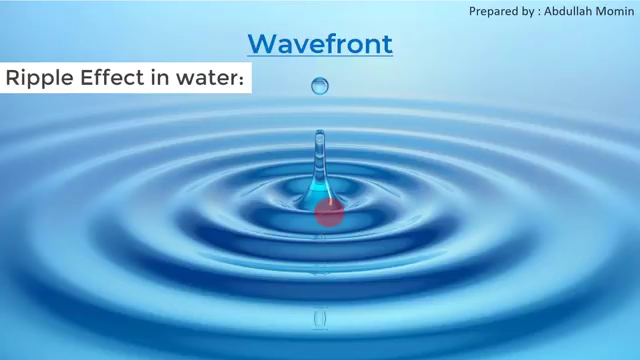 Prepared by : Abdullah Momin
Wavefront
Ripple Effect in water: